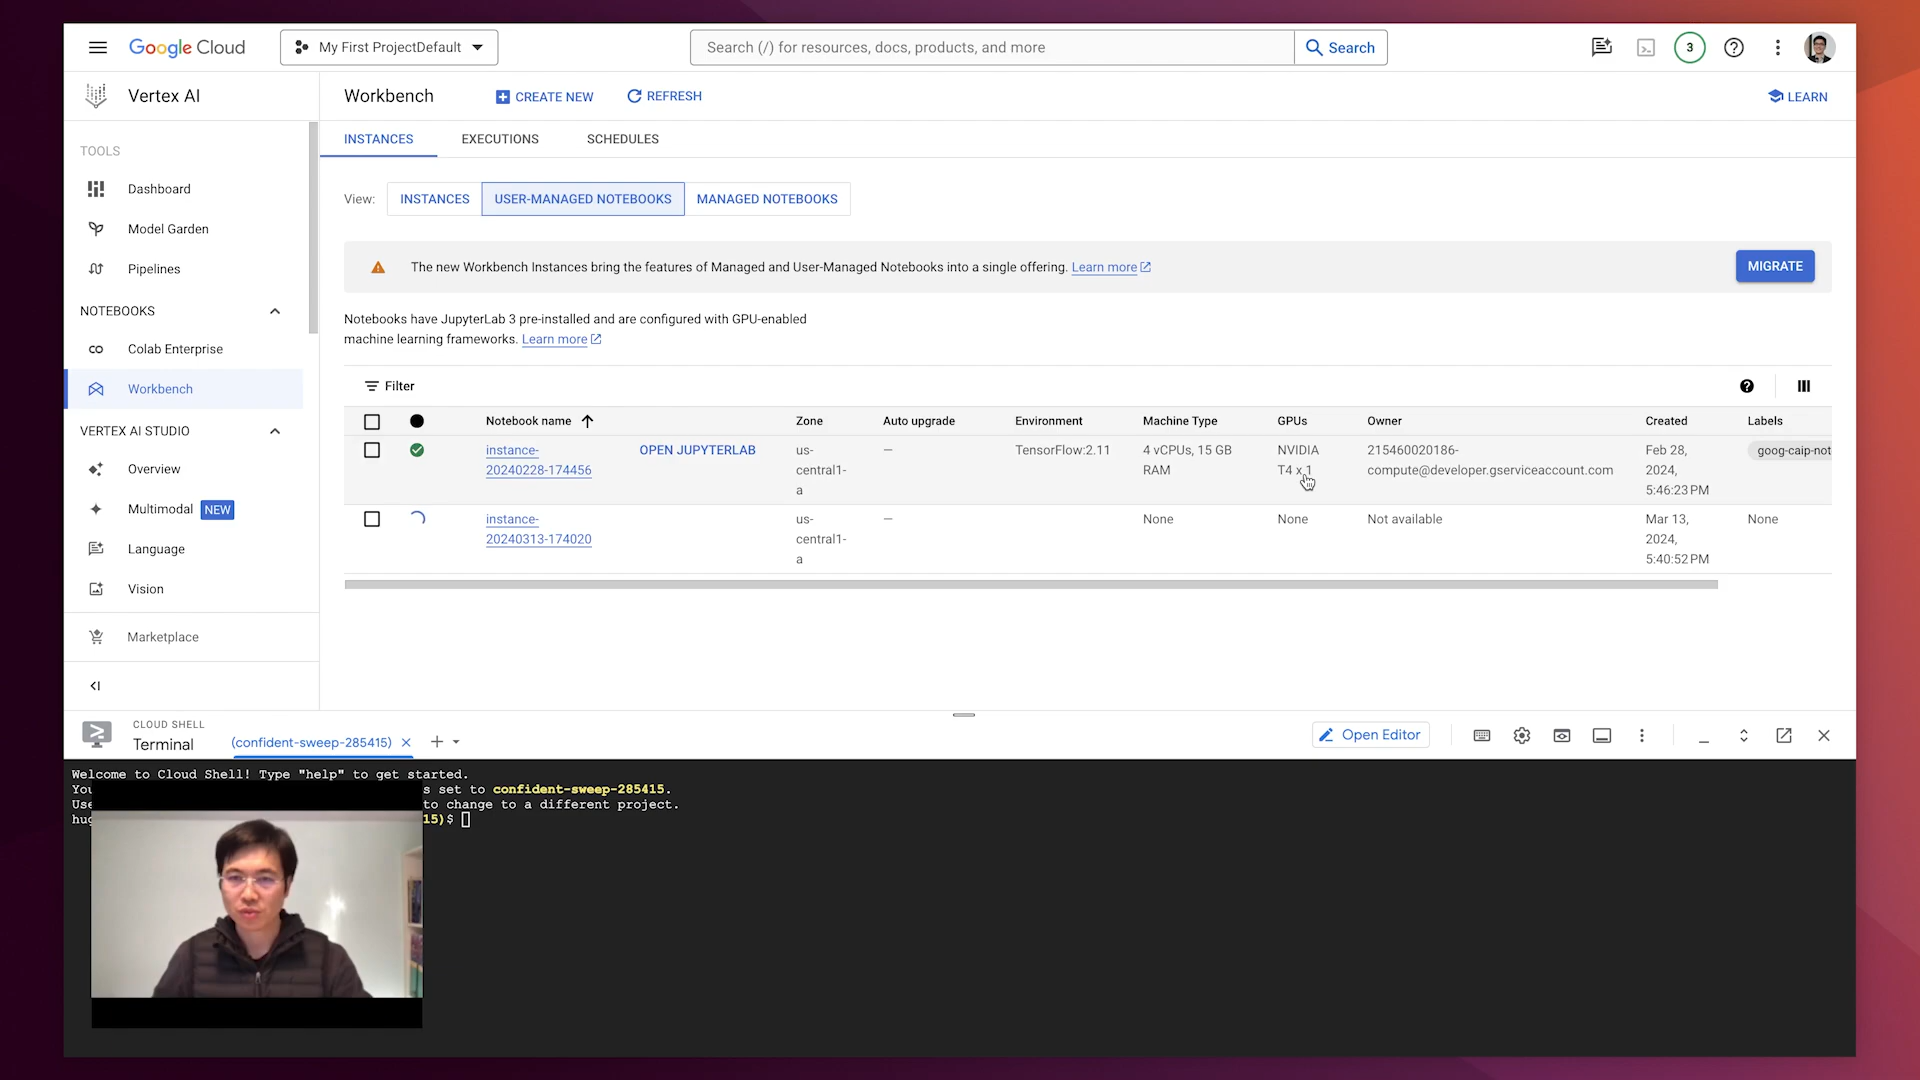 Google Cloud
My First ProjectDefault
Search (/) for resources, docs, products, and more
Search
3
Vertex AI
Workbench
CREATE NEW
REFRESH
LEARN
INSTANCES
EXECUTIONS
SCHEDULES
TOOLS
Dashboard
Model Garden
Pipelines
NOTEBOOKS
Colab Enterprise
Workbench
VERTEX AI STUDIO
Overview
Multimodal NEW
Language
Vision
Marketplace
View: INSTANCES USER-MANAGED NOTEBOOKS MANAGED NOTEBOOKS
The new Workbench Instances bring the features of Managed and User-Managed Notebooks into a single offering. Learn more
MIGRATE
Notebooks have JupyterLab 3 pre-installed and are configured with GPU-enabled
machine learning frameworks. Learn more
Filter
Notebook name Zone Auto upgrade Environment Machine Type GPUs Owner Created Labels
instance- OPEN JUPYTERLAB us- — TensorFlow:2.11 4 vCPUs, 15 GB NVIDIA 215460020186- Feb 28, goog-caip-not
20240228-174456 central1- RAM T4 x 1 compute@developer.gserviceaccount.com 2024,
a 5:46:23 PM
instance- us- — None None Not available Mar 13, None
20240313-174020 central1- 2024,
a 5:40:52 PM
CLOUD SHELL
Terminal
(confident-sweep-285415)
Open Editor
Welcome to Cloud Shell! Type "help" to get started.
You s set to confident-sweep-285415.
Use to change to a different project.
hug 15)$